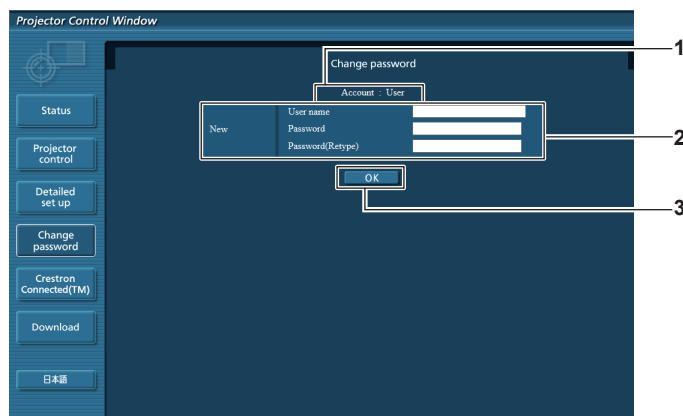 Projector Control Window
1
Change password
Account : User
Status
User name
New
Password
2
Password(Retype)
Projector
control
OK
Detailed
set up
3
Change
password
Crestron
Connected(TM)
Download
日本語